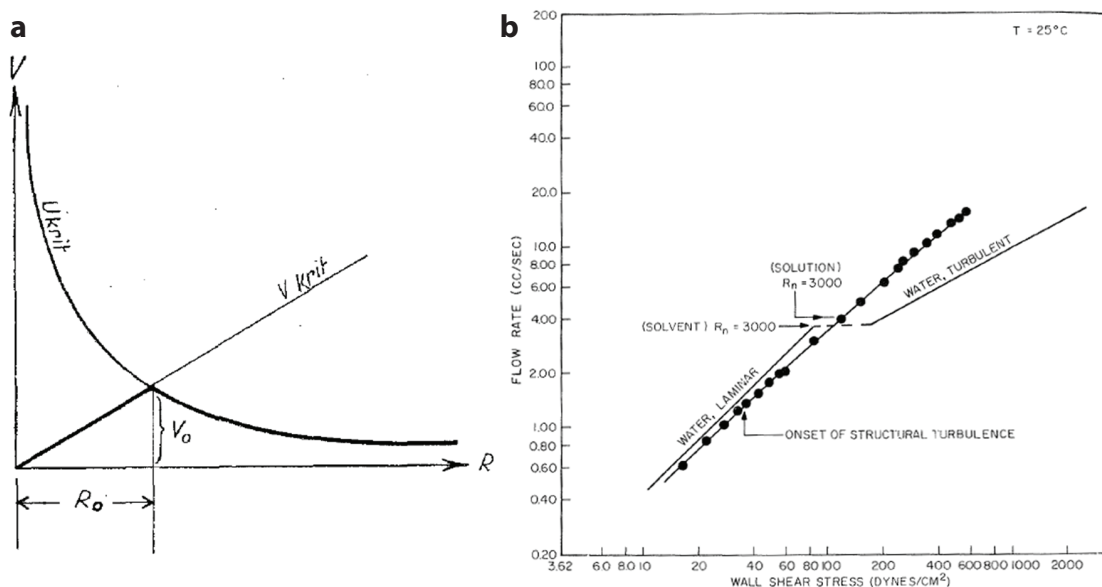 a
V
Ukrit
V Krit
V₀
R
R₀
b
T = 25°C
200
100
80.0
60.0
40.0
20.0
10.0
8.00
6.00
4.00
2.00
1.00
0.80
0.60
0.40
0.20
FLOW RATE (CC/SEC)
(SOLUTION)
Rn = 3000
(SOLVENT) Rn = 3000
WATER, TURBULENT
WATER, LAMINAR
ONSET OF STRUCTURAL TURBULENCE
3.62 6.0 8.0 10 20 40 60 80 100 200 400 600 800 1000 2000
WALL SHEAR STRESS (DYNES/CM²)